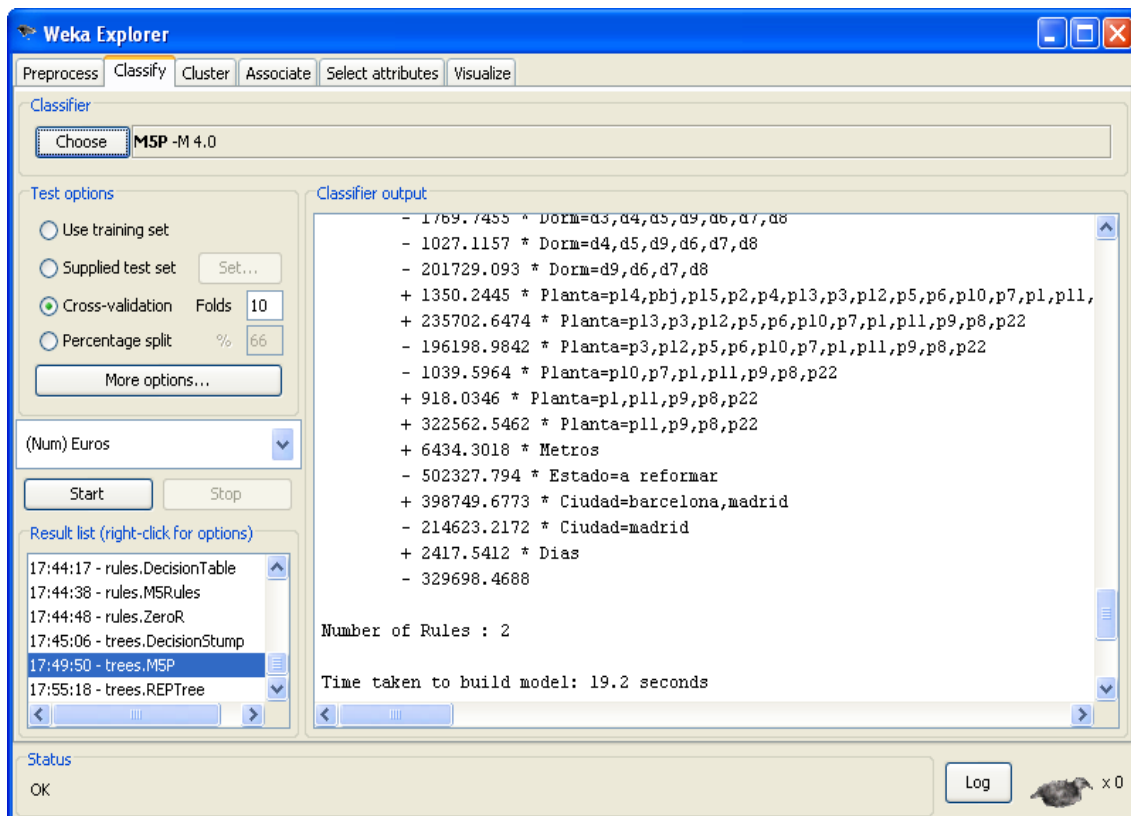 Weka Explorer
Preprocess Classify Cluster Associate Select attributes Visualize
Classifier
Choose M5P -M 4.0
Test options
Use training set
Supplied test set Set...
Cross-validation Folds 10
Percentage split % 66
More options...
(Num) Euros
Start Stop
Result list (right-click for options)
17:44:17 - rules.DecisionTable
17:44:38 - rules.M5Rules
17:44:48 - rules.ZeroR
17:45:06 - trees.DecisionStump
17:49:50 - trees.M5P
17:55:18 - trees.REPTree
Classifier output
- 1769.7455 * Dorm=d3,d4,d5,d9,d6,d7,d8
- 1027.1157 * Dorm=d4,d5,d9,d6,d7,d8
- 201729.093 * Dorm=d9,d6,d7,d8
+ 1350.2445 * Planta=p14,pbj,p15,p2,p4,p13,p3,p12,p5,p6,p10,p7,p1,p11,
+ 235702.6474 * Planta=p13,p3,p12,p5,p6,p10,p7,p1,p11,p9,p8,p22
- 196198.9842 * Planta=p3,p12,p5,p6,p10,p7,p1,p11,p9,p8,p22
- 1039.5964 * Planta=p10,p7,p1,p11,p9,p8,p22
+ 918.0346 * Planta=p1,p11,p9,p8,p22
+ 322562.5462 * Planta=p11,p9,p8,p22
+ 6434.3018 * Metros
- 502327.794 * Estado=a reformar
+ 398749.6773 * Ciudad=barcelona,madrid
- 214623.2172 * Ciudad=madrid
+ 2417.5412 * Dias
- 329698.4688
Number of Rules : 2
Time taken to build model: 19.2 seconds
Status
OK
Log
x 0